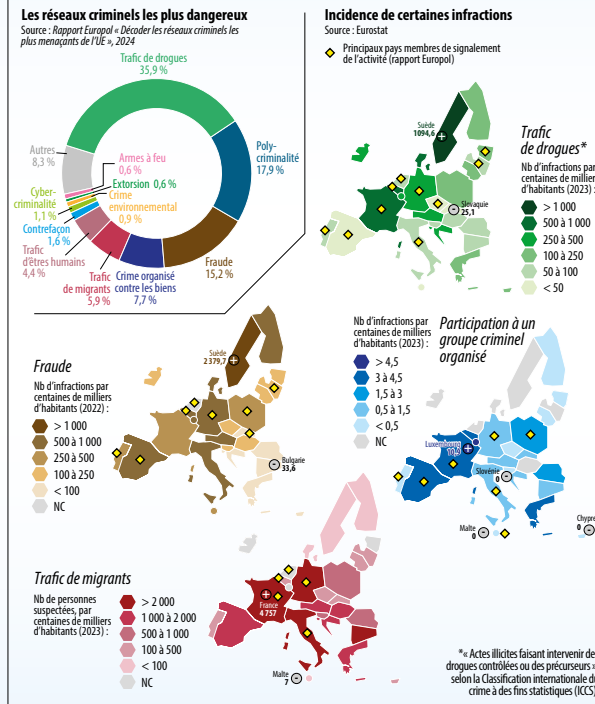 Les réseaux criminels les plus dangereux
Source : Rapport Europol « Décoder les réseaux criminels les
plus menaçants de l'UE », 2024
Trafic de drogues
35,9 %
Poly-
criminalité
17,9 %
Fraude
15,2 %
Crime organisé
contre les biens
7,7 %
Trafic
de migrants
5,9 %
Trafic
d'êtres humains
4,4 %
Contrefaçon
1,6 %
Cyber-
criminalité
1,1 %
Crime
environnemental
0,9 %
Extorsion 0,6 %
Armes à feu
0,6 %
Autres
8,3 %
Incidence de certaines infractions
Source : Eurostat
Principaux pays membres de signalement
de l'activité (rapport Europol)
Trafic
de drogues*
Nb d'infractions par
centaines de milliers
d'habitants (2023) :
> 1 000
500 à 1 000
250 à 500
100 à 250
50 à 100
< 50
Suède
1094,6
+
Slovaquie
25,1
-
Fraude
Nb d'infractions par
centaines de milliers
d'habitants (2022) :
> 1 000
500 à 1 000
250 à 500
100 à 250
< 100
NC
Suède
2 379,7
+
Bulgarie
33,6
-
Participation à un
groupe criminel
organisé
Nb d'infractions par
centaines de milliers
d'habitants (2023) :
> 4,5
3 à 4,5
1,5 à 3
0,5 à 1,5
< 0,5
NC
Luxembourg
10,9
+
Slovénie
0
-
Malte
0
-
Chypre
0
-
Trafic de migrants
Nb de personnes
suspectées, par
centaines de milliers
d'habitants (2023) :
> 2 000
1 000 à 2 000
500 à 1 000
100 à 500
< 100
NC
+
France
4 757
Malte
7
-
*« Actes illicites faisant intervenir de
drogues contrôlées ou des précurseurs »
selon la Classification internationale du
crime à des fins statistiques (ICCS)